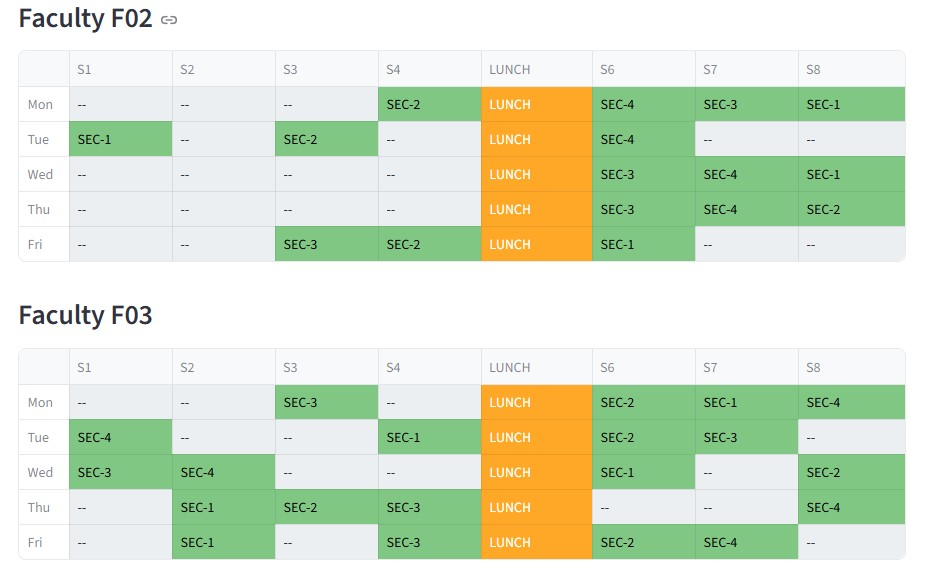 Faculty F02
S1 S2 S3 S4 LUNCH S6 S7 S8
Mon -- -- -- SEC-2 LUNCH SEC-4 SEC-3 SEC-1
Tue SEC-1 -- SEC-2 -- LUNCH SEC-4 -- --
Wed -- -- -- -- LUNCH SEC-3 SEC-4 SEC-1
Thu -- -- -- -- LUNCH SEC-3 SEC-4 SEC-2
Fri -- -- SEC-3 SEC-2 LUNCH SEC-1 -- --
Faculty F03
S1 S2 S3 S4 LUNCH S6 S7 S8
Mon -- -- SEC-3 -- LUNCH SEC-2 SEC-1 SEC-4
Tue SEC-4 -- -- SEC-1 LUNCH SEC-2 SEC-3 --
Wed SEC-3 SEC-4 -- -- LUNCH SEC-1 -- SEC-2
Thu -- SEC-1 SEC-2 SEC-3 LUNCH -- -- SEC-4
Fri -- SEC-1 -- SEC-3 LUNCH SEC-2 SEC-4 --